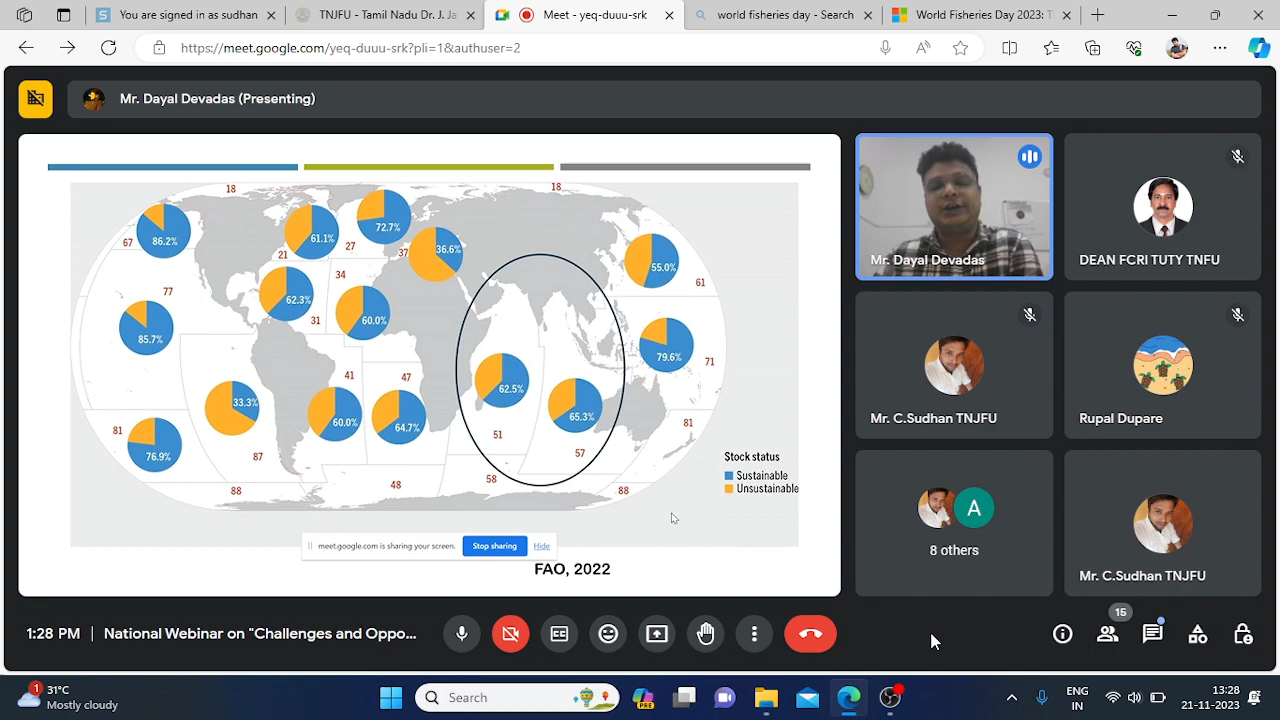 You are signed in as sudhan
TNJFU - Tamil Nadu Dr. J. Ja
Meet - yeq-duuu-srk
world fisheries day - Search
World Fisheries Day 2023: T
https://meet.google.com/yeq-duuu-srk?pli=1&authuser=2
Mr. Dayal Devadas (Presenting)
18
18
67
86.2%
61.1%
72.7%
27
21
37
36.6%
55.0%
61
77
34
62.3%
31
60.0%
85.7%
79.6%
71
41
47
62.5%
33.3%
60.0%
64.7%
65.3%
81
76.9%
87
51
57
81
88
48
58
88
Stock status
Sustainable
Unsustainable
meet.google.com is sharing your screen.
Stop sharing
Hide
FAO, 2022
Mr. Dayal Devadas
DEAN FCRI TUTY TNFU
Mr. C.Sudhan TNJFU
Rupal Dupare
A
8 others
Mr. C.Sudhan TNJFU
15
1:28 PM | National Webinar on "Challenges and Oppo...
1
31°C
Mostly cloudy
Search
PRE
ENG
IN
13:28
21-11-2023